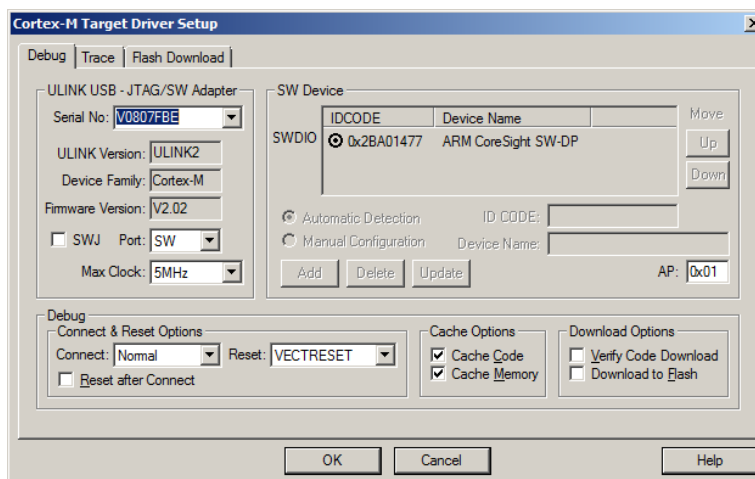 Cortex-M Target Driver Setup
Debug Trace Flash Download
ULINK USB - JTAG/SW Adapter
Serial No: V0807FBE
ULINK Version: ULINK2
Device Family: Cortex-M
Firmware Version: V2.02
SWJ Port: SW
Max Clock: 5MHz
SW Device
IDCODE Device Name Move
SWDIO 0x2BA01477 ARM CoreSight SW-DP Up
Down
Automatic Detection ID CODE:
Manual Configuration Device Name:
Add Delete Update AP: 0x01
Debug
Connect & Reset Options
Connect: Normal Reset: VECTRESET
Reset after Connect
Cache Options
Cache Code
Cache Memory
Download Options
Verify Code Download
Download to Flash
OK Cancel Help